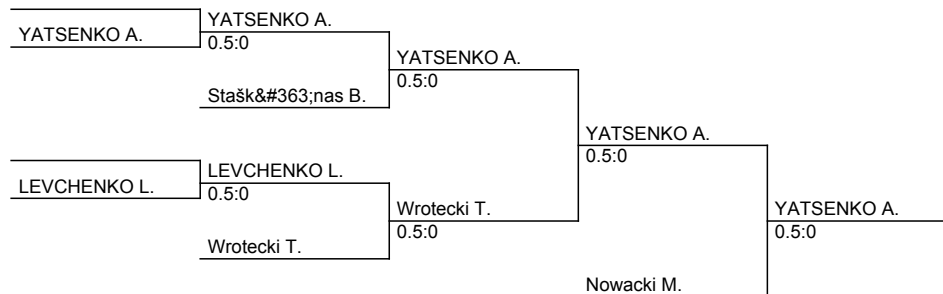 YATSENKO A.
YATSENKO A.
0.5:0
YATSENKO A.
0.5:0
Stašk&#363;nas B.
YATSENKO A.
0.5:0
LEVCHENKO L.
LEVCHENKO L.
0.5:0
Wrotecki T.
0.5:0
YATSENKO A.
0.5:0
Wrotecki T.
Nowacki M.